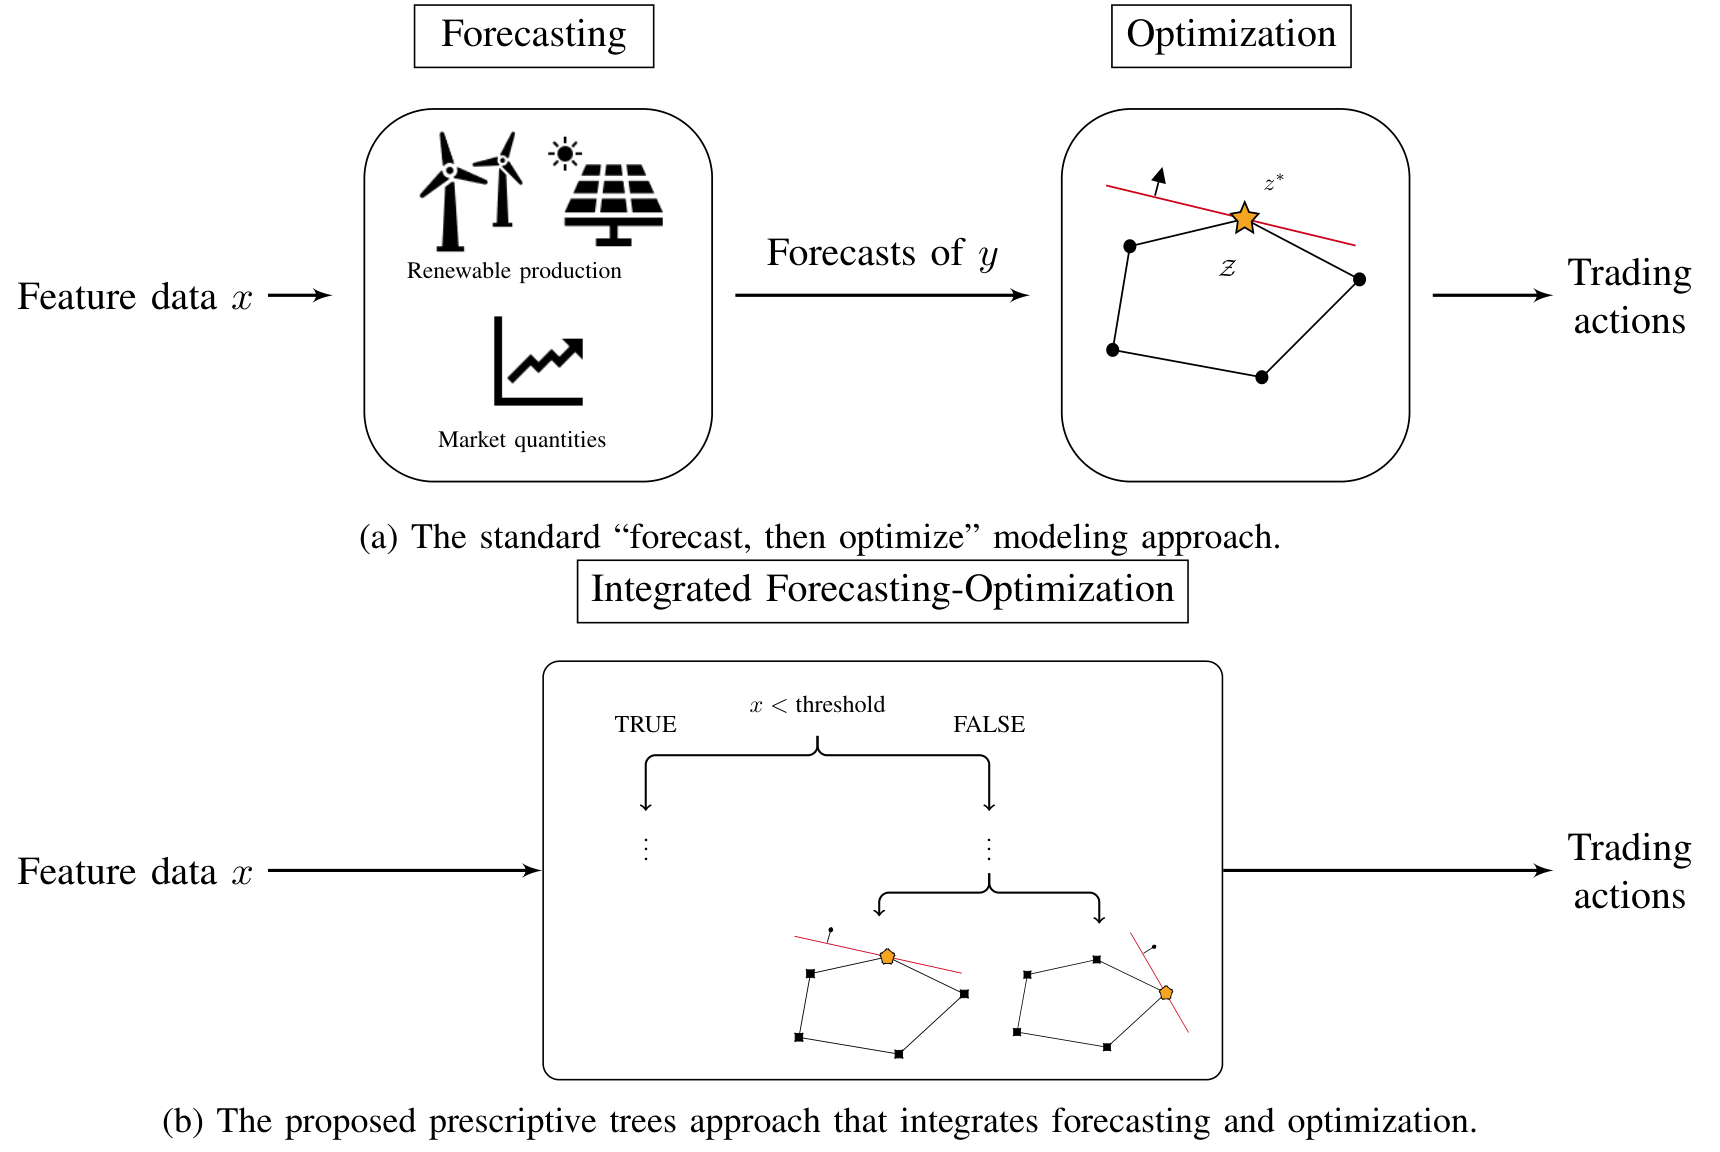 Forecasting
Optimization
z*
Renewable production
Forecasts of y
𝒵
Feature data x
Trading
actions
Market quantities
(a) The standard “forecast, then optimize” modeling approach.
Integrated Forecasting-Optimization
x < threshold
TRUE
FALSE
⋮
⋮
Feature data x
Trading
actions
(b) The proposed prescriptive trees approach that integrates forecasting and optimization.